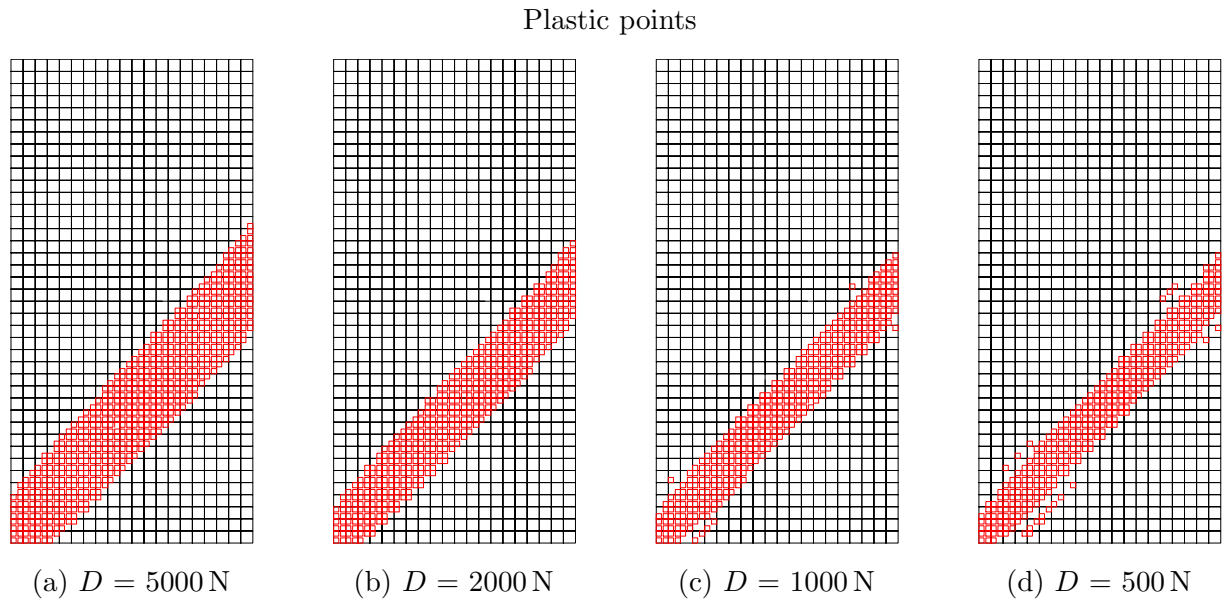 Plastic points
(a) D = 5000 N
(b) D = 2000 N
(c) D = 1000 N
(d) D = 500 N